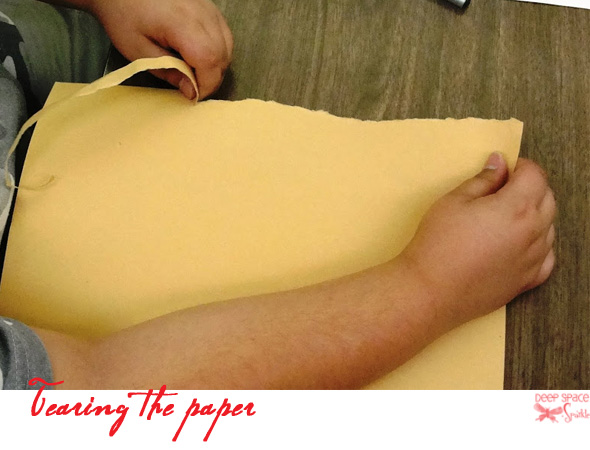 Tearing the paper
DEEP SPACE
Sparkle